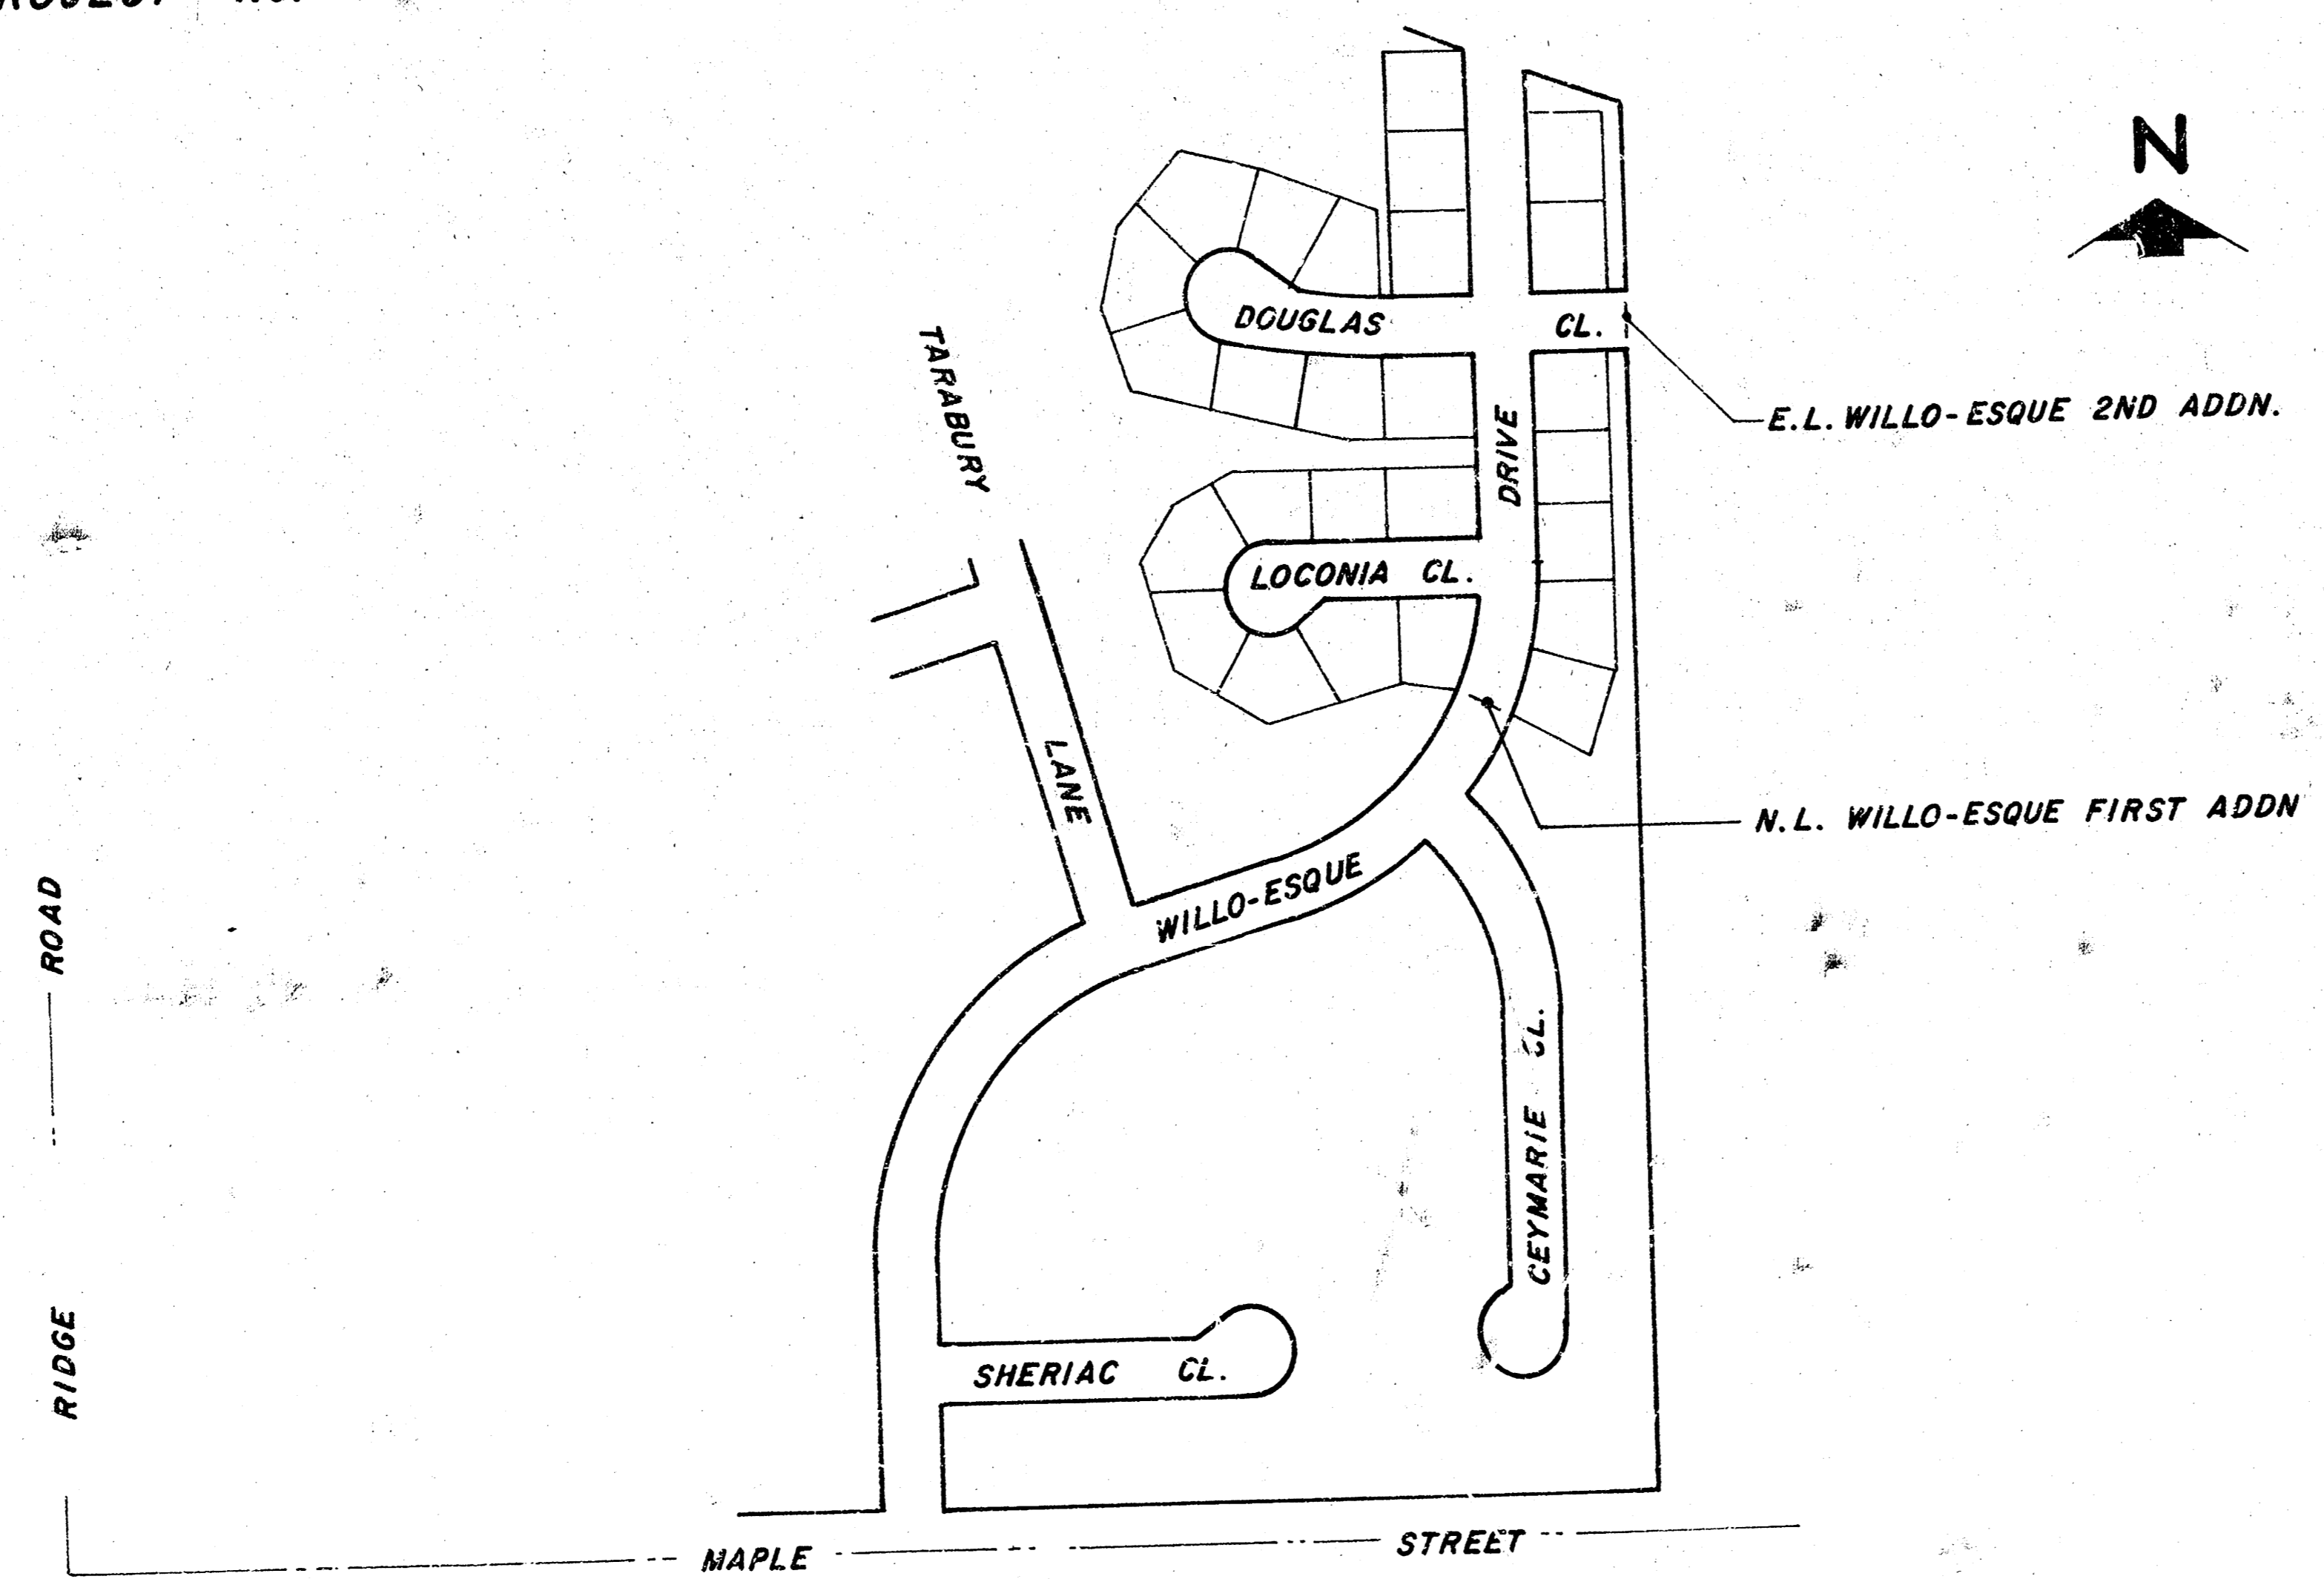 N
DOUGLAS CL.
TARABURY
LANE
E.L. WILLO-ESQUE 2ND ADDN.
DRIVE
LOCONIA CL.
N.L. WILLO-ESQUE FIRST ADDN
WILLO-ESQUE
ROAD
RIDGE
CEYMARIE CL.
SHERIAC CL.
MAPLE STREET